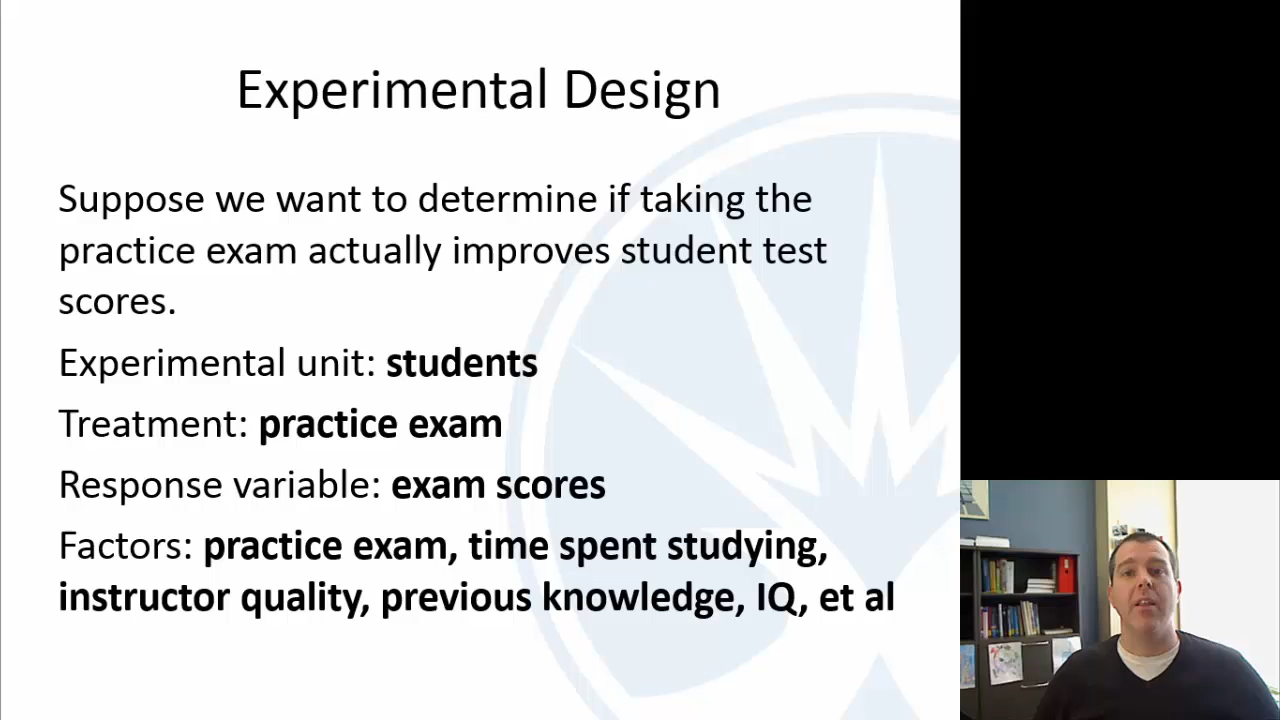 Experimental Design
Suppose we want to determine if taking the
practice exam actually improves student test
scores.
Experimental unit: students
Treatment: practice exam
Response variable: exam scores
Factors: practice exam, time spent studying,
instructor quality, previous knowledge, IQ, et al